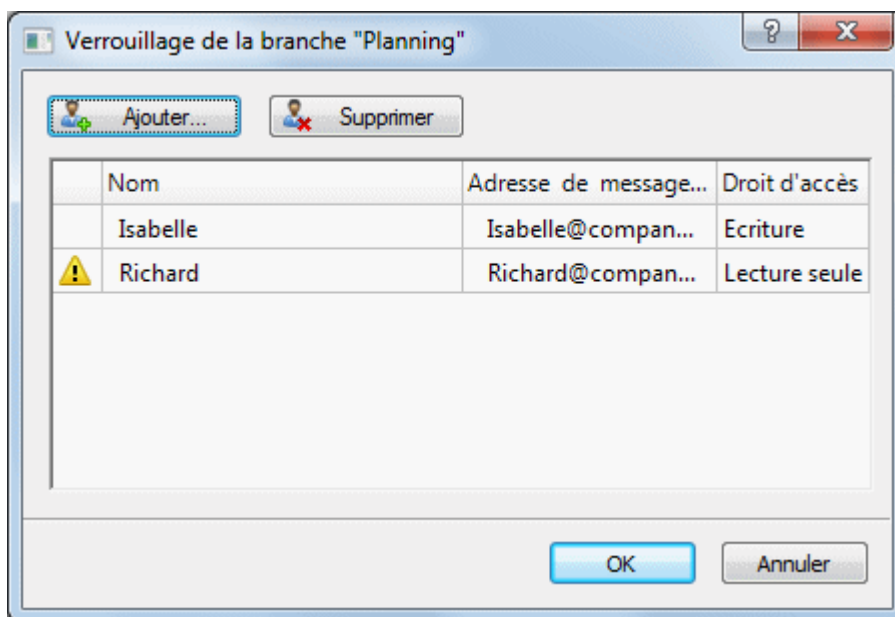 Verrouillage de la branche "Planning"
Ajouter... Supprimer
Nom Adresse de message... Droit d'accès
Isabelle Isabelle@compan... Ecriture
Richard Richard@compan... Lecture seule
OK Annuler